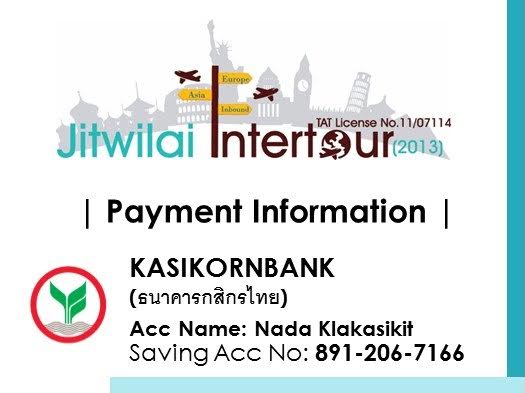 Europe
Asia
Inbound
TAT License No.11/07114
Jitwilai Intertour (2013)
| Payment Information |
KASIKORNBANK
(ธนาคารกสิกรไทย)
Acc Name: Nada Klakasikit
Saving Acc No: 891-206-7166